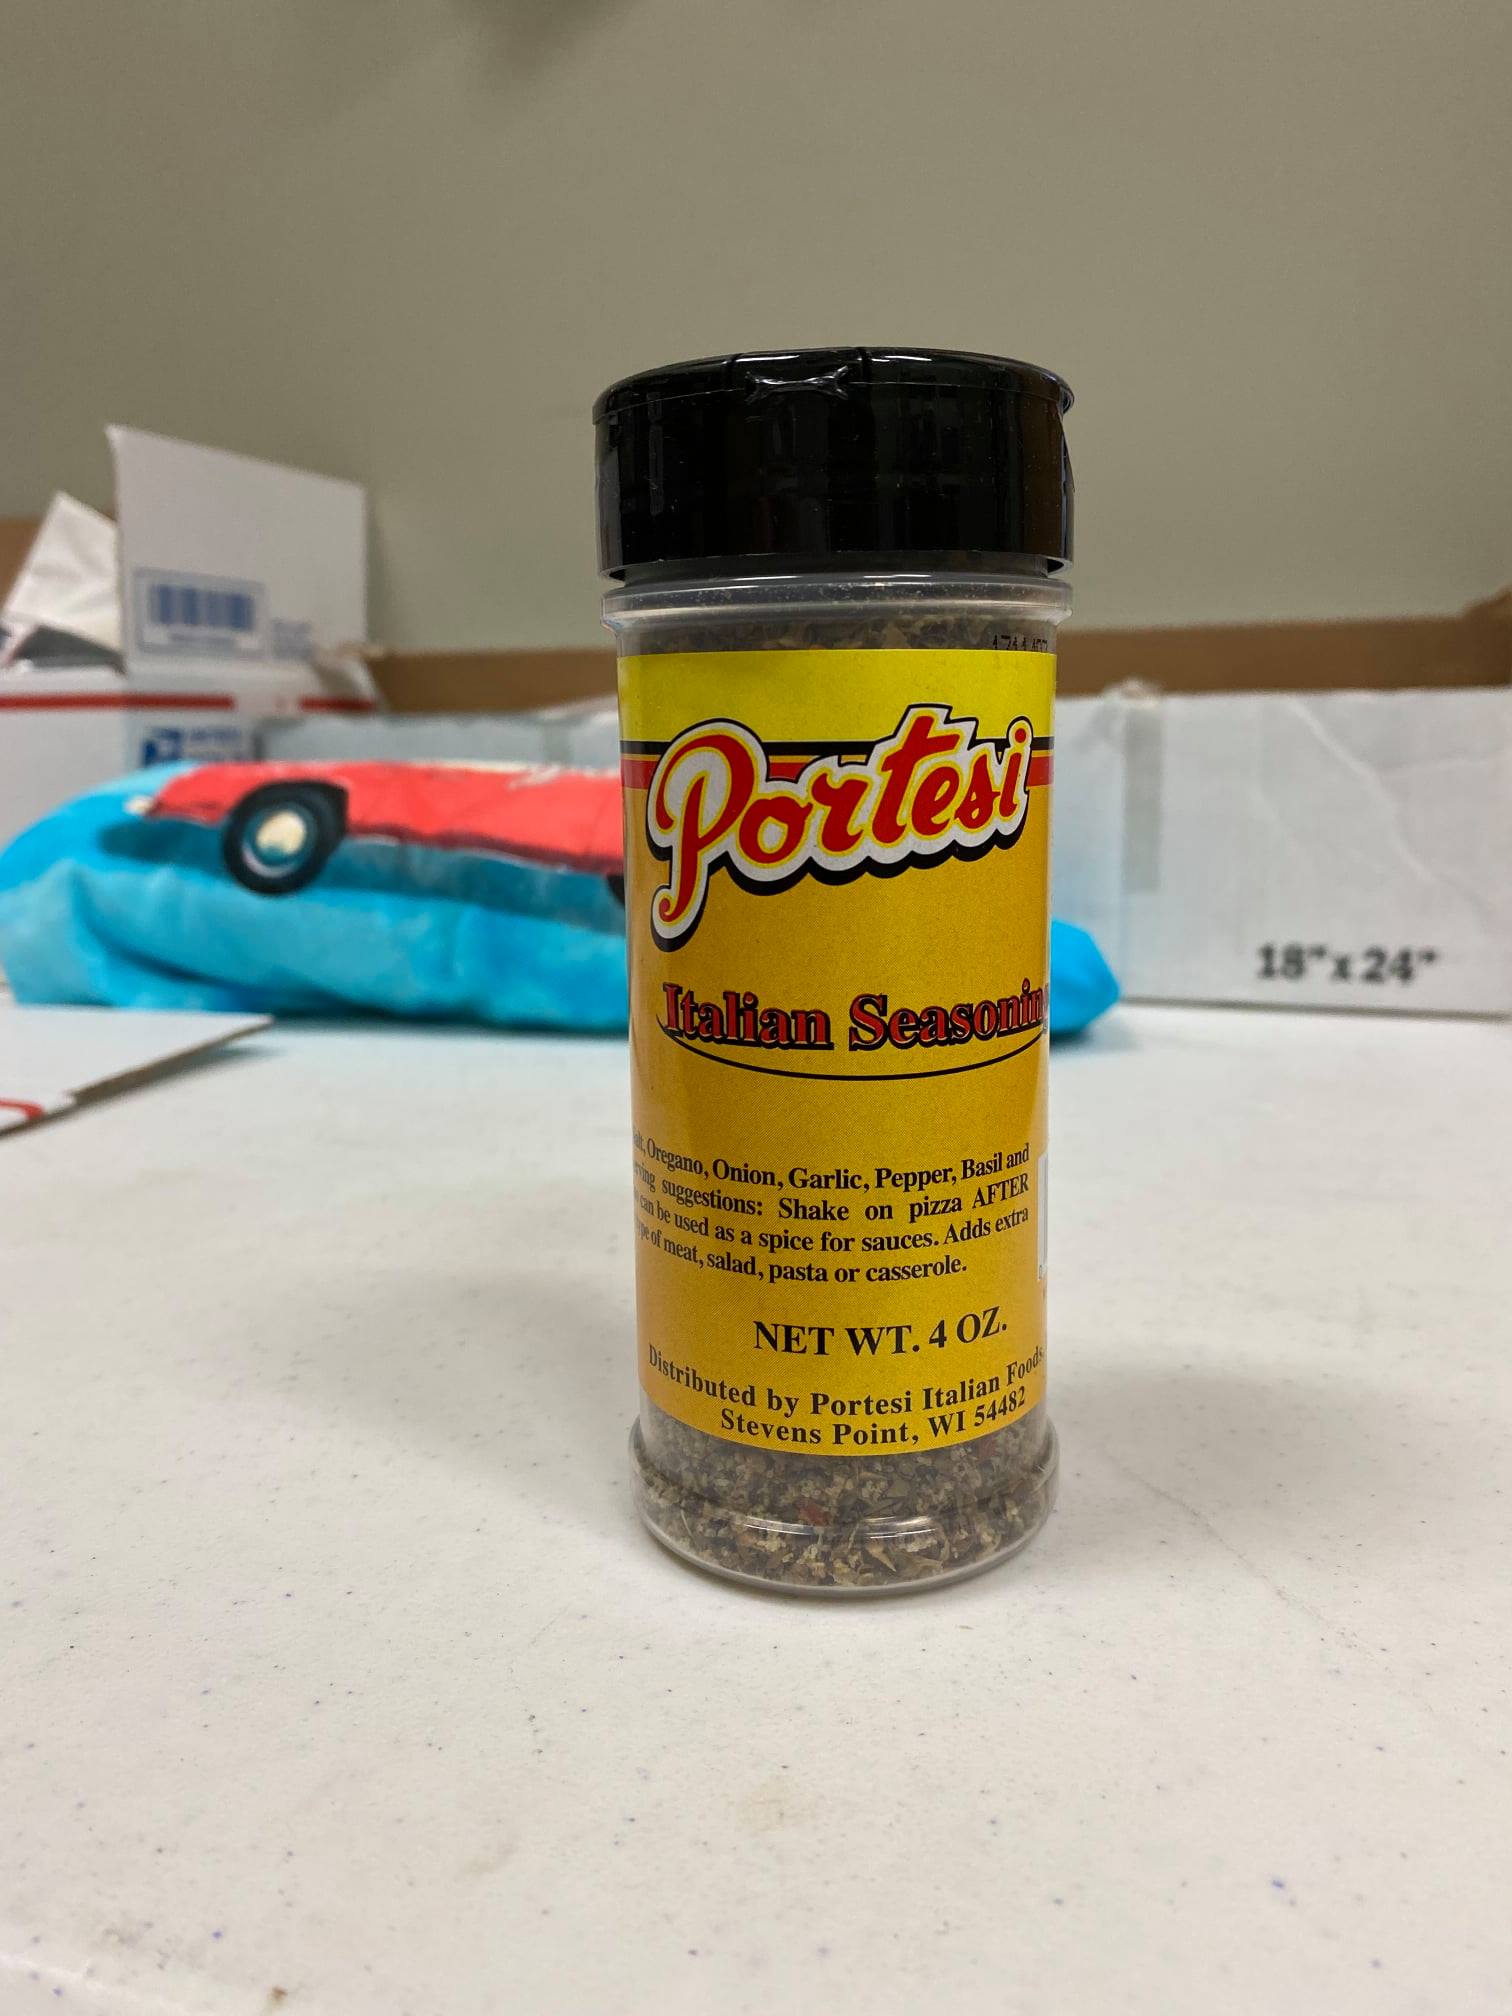 Portesi
Italian Seasoning
Oregano, Onion, Garlic, Pepper, Basil and
suggestions: Shake on pizza AFTER
can be used as a spice for sauces. Adds extra
of meat, salad, pasta or casserole.
NET WT. 4 OZ.
Distributed by Portesi Italian Foods,
Stevens Point, WI 54482
18"x24"